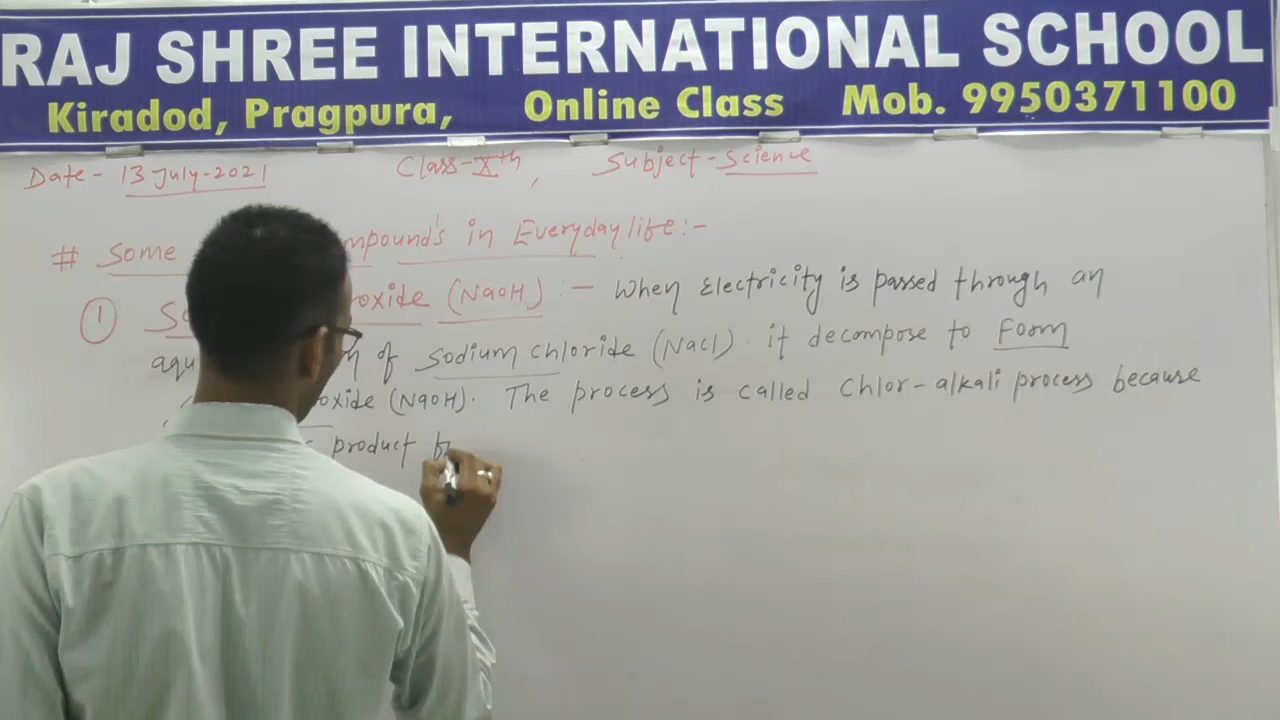 RAJ SHREE INTERNATIONAL SCHOOL
Kiradod, Pragpura, Online Class Mob. 9950371100
Date - 13 July-2021 Class-Xth, Subject-Science
# Some mpound's in Everyday life:-
① oxide (NaOH) :- When Electricity is passed through an
aqu of Sodium chloride (NaCl). it decompose to Form
oxide (NaOH). The process is called Chlor-alkali process because
product